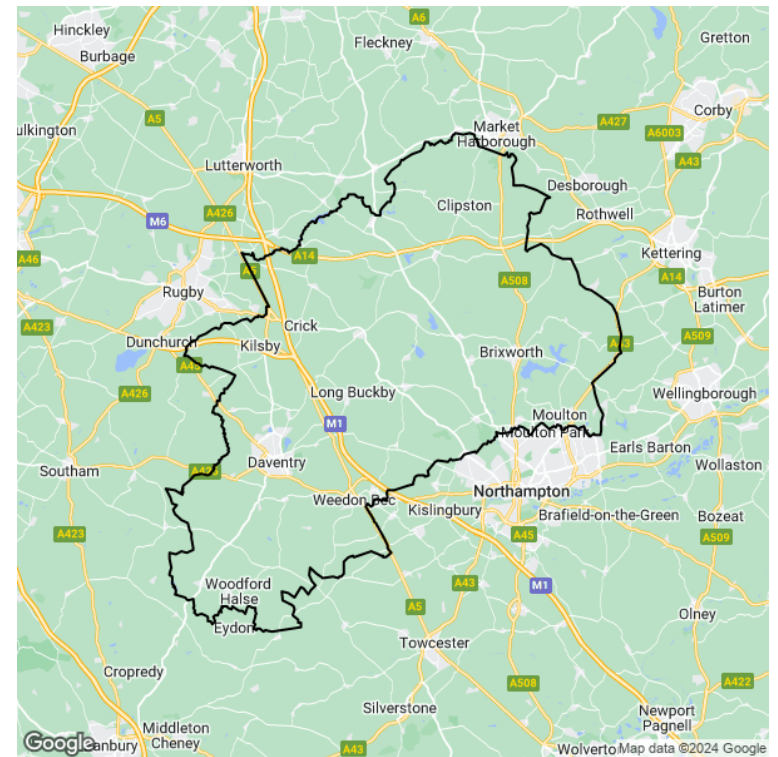 Hinckley
Burbage
A6
Fleckney
Gretton
A5
Corby
ulkington
Market
Harborough
A427
A6003
A43
Lutterworth
Desborough
Clipston
Rothwell
A426
M6
A46
A14
Kettering
A5
A14
Rugby
A508
Burton
Latimer
A423
Crick
Dunchurch
Kilsby
A43
A509
A45
Brixworth
A426
Long Buckby
Wellingborough
M1
Moulton
Moulton Park
Earls Barton
Daventry
Wollaston
Southam
A42
Weedon Bec
Northampton
Kislingbury
Brafield-on-the-Green
Bozeat
A423
A45
A509
Woodford
Halse
A43
M1
A5
Olney
Eydon
Towcester
Cropredy
A508
A422
Silverstone
Newport
Pagnell
Middleton
Cheney
anbury
A43
Wolverto
Google
Map data ©2024 Google